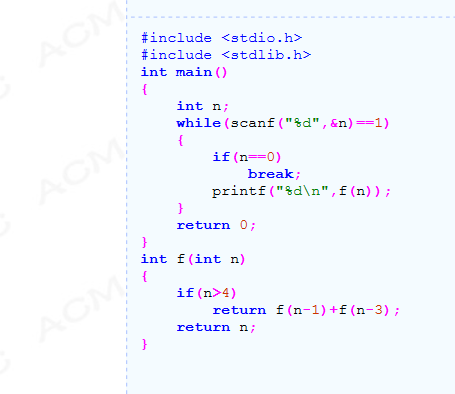 #include <stdio.h>
#include <stdlib.h>
int main()
{
    int n;
    while(scanf("%d",&n)==1)
    {
        if(n==0)
            break;
        printf("%d\n",f(n));
    }
    return 0;
}
int f(int n)
{
    if(n>4)
        return f(n-1)+f(n-3);
    return n;
}
ACM
ACM
ACM